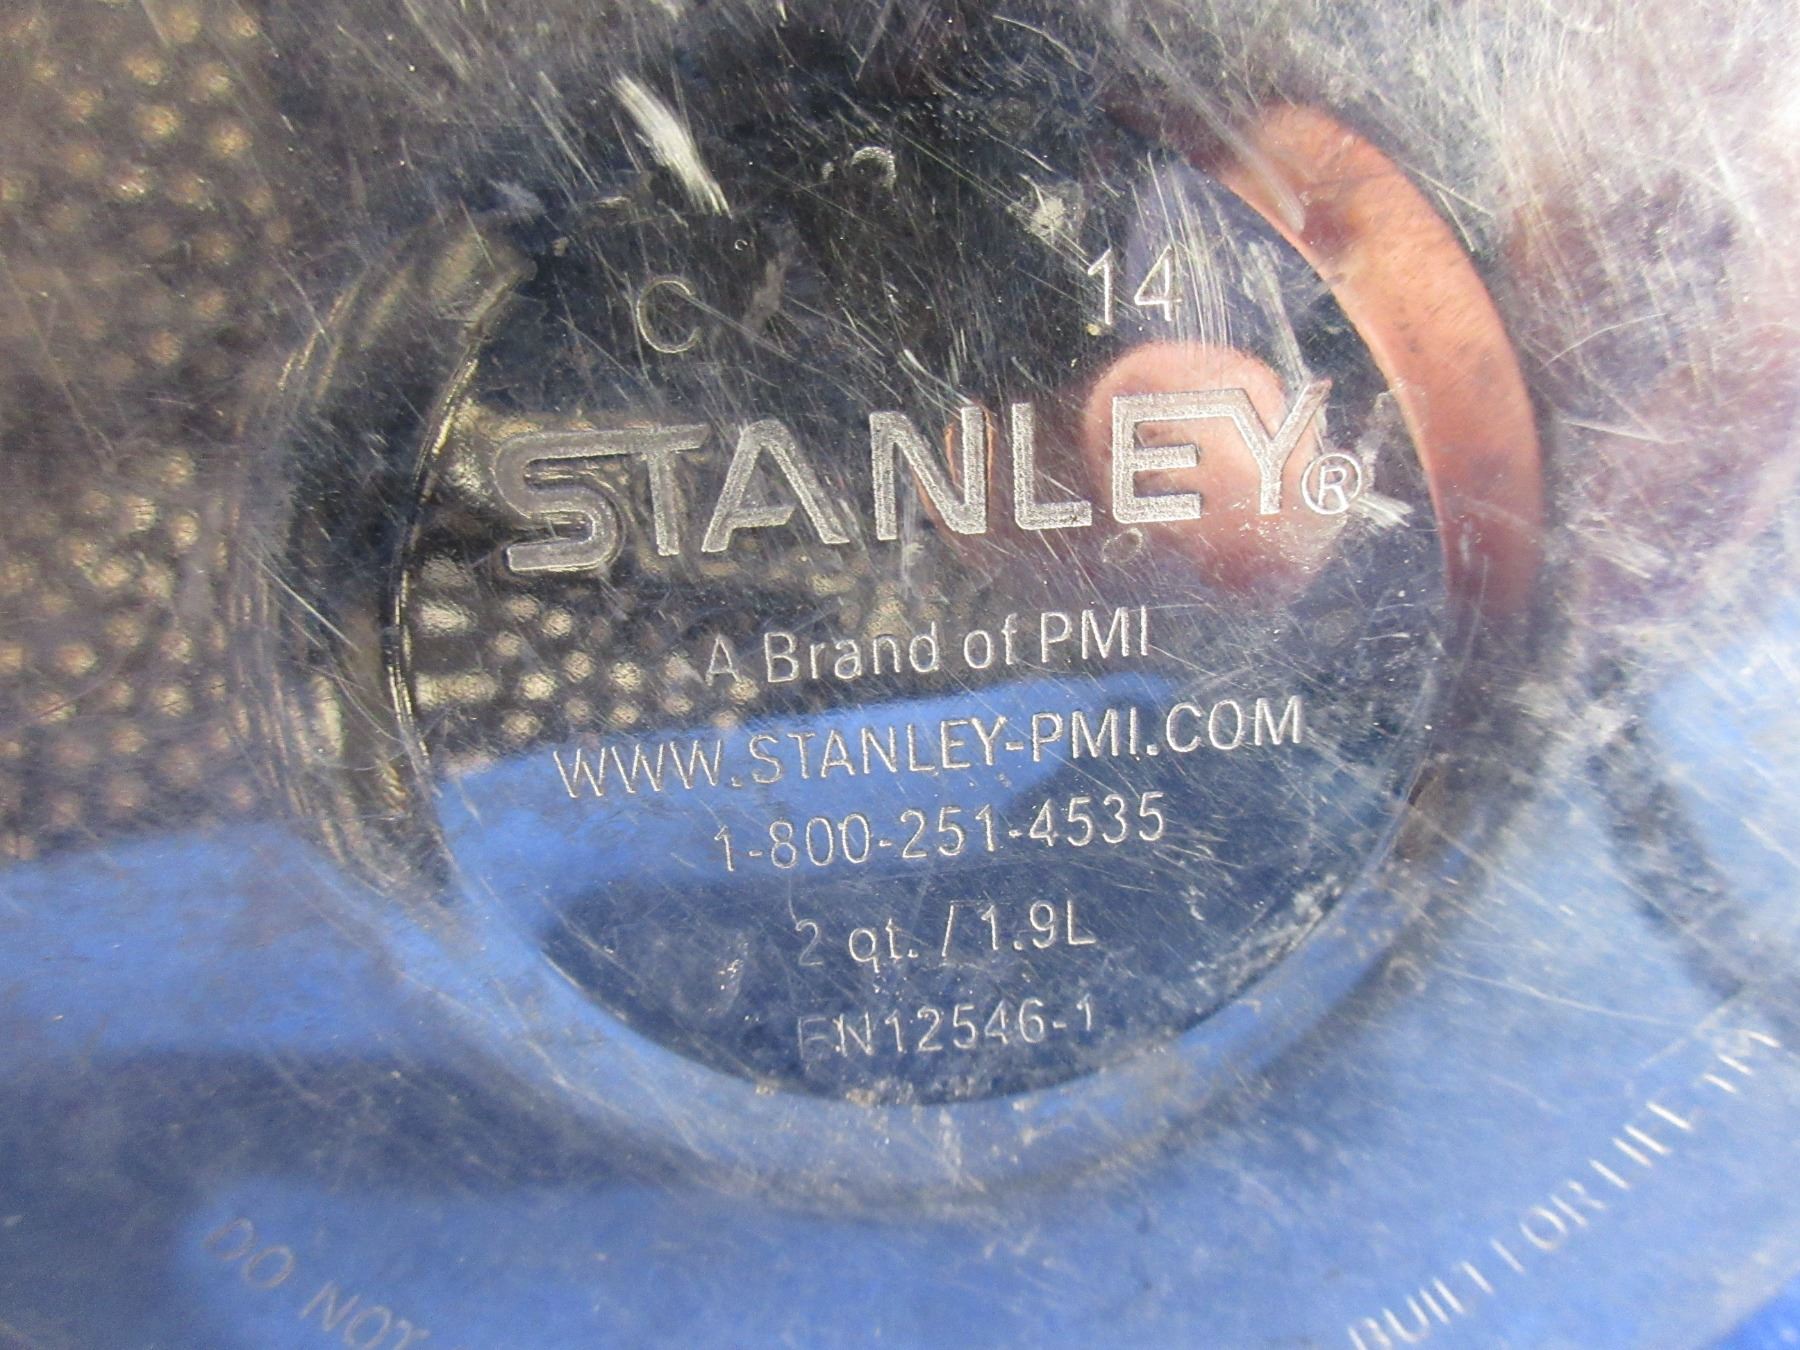 C 14
STANLEY®
A Brand of PMI
WWW.STANLEY-PMI.COM
1-800-251-4535
2 qt. / 1.9L
EN12546-1
DO NOT
BUILT FOR LIFE TM